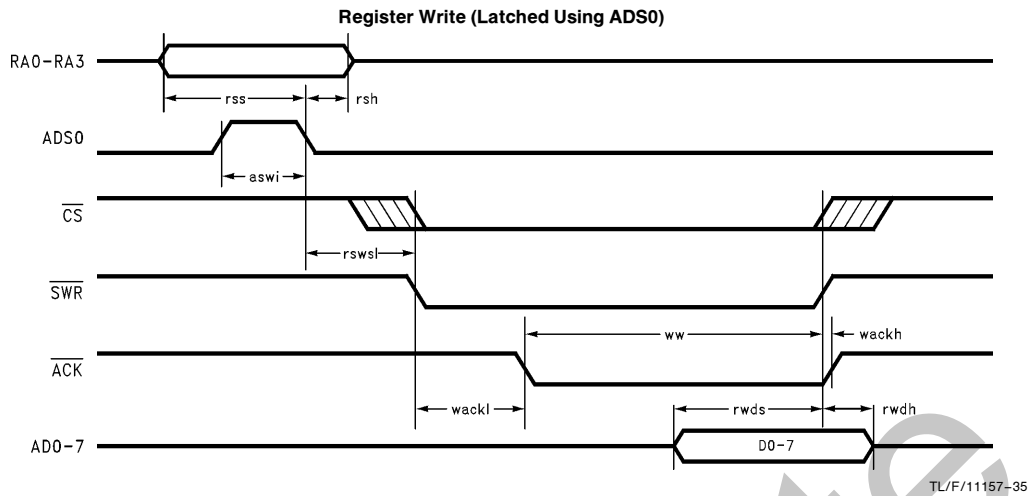 Register Write (Latched Using ADS0)
RA0-RA3
rss
rsh
ADS0
aswi
CS
rswsl
SWR
ww
wackh
ACK
wackl
rwds
rwdh
AD0-7
D0-7
TL/F/11157-35